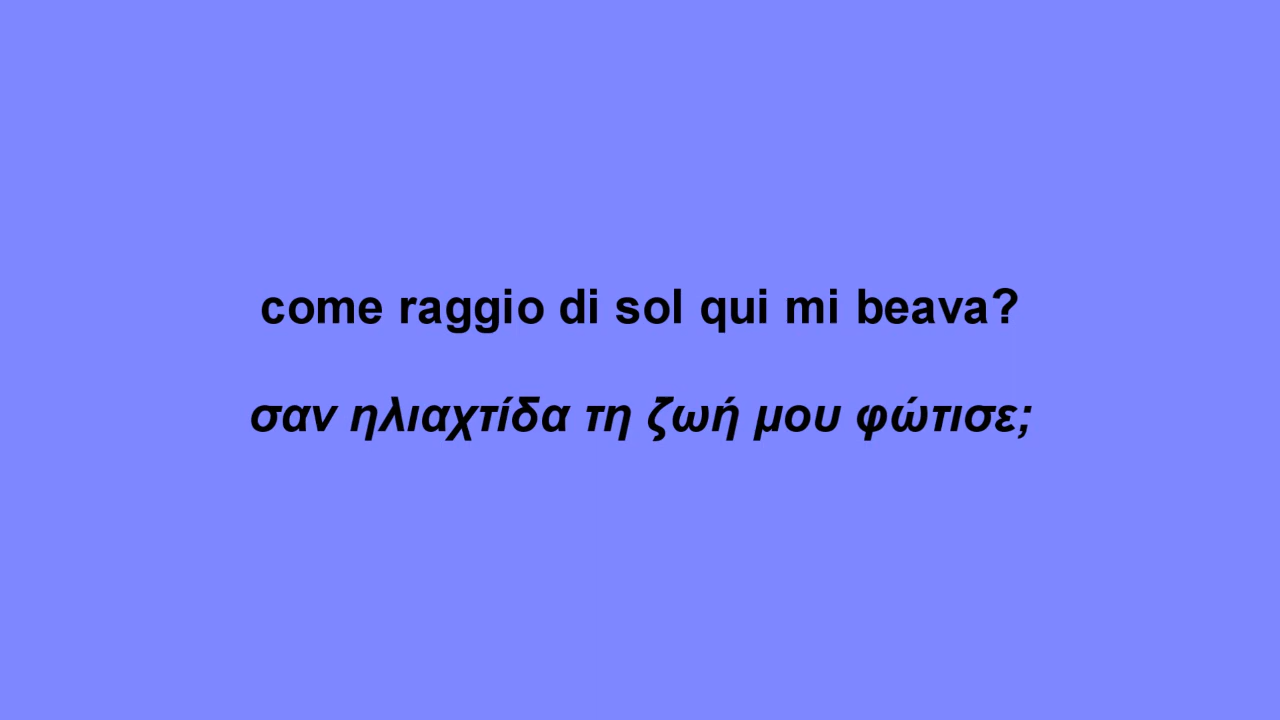 come raggio di sol qui mi beava?
σαν ηλιαχτίδα τη ζωή μου φώτισε;